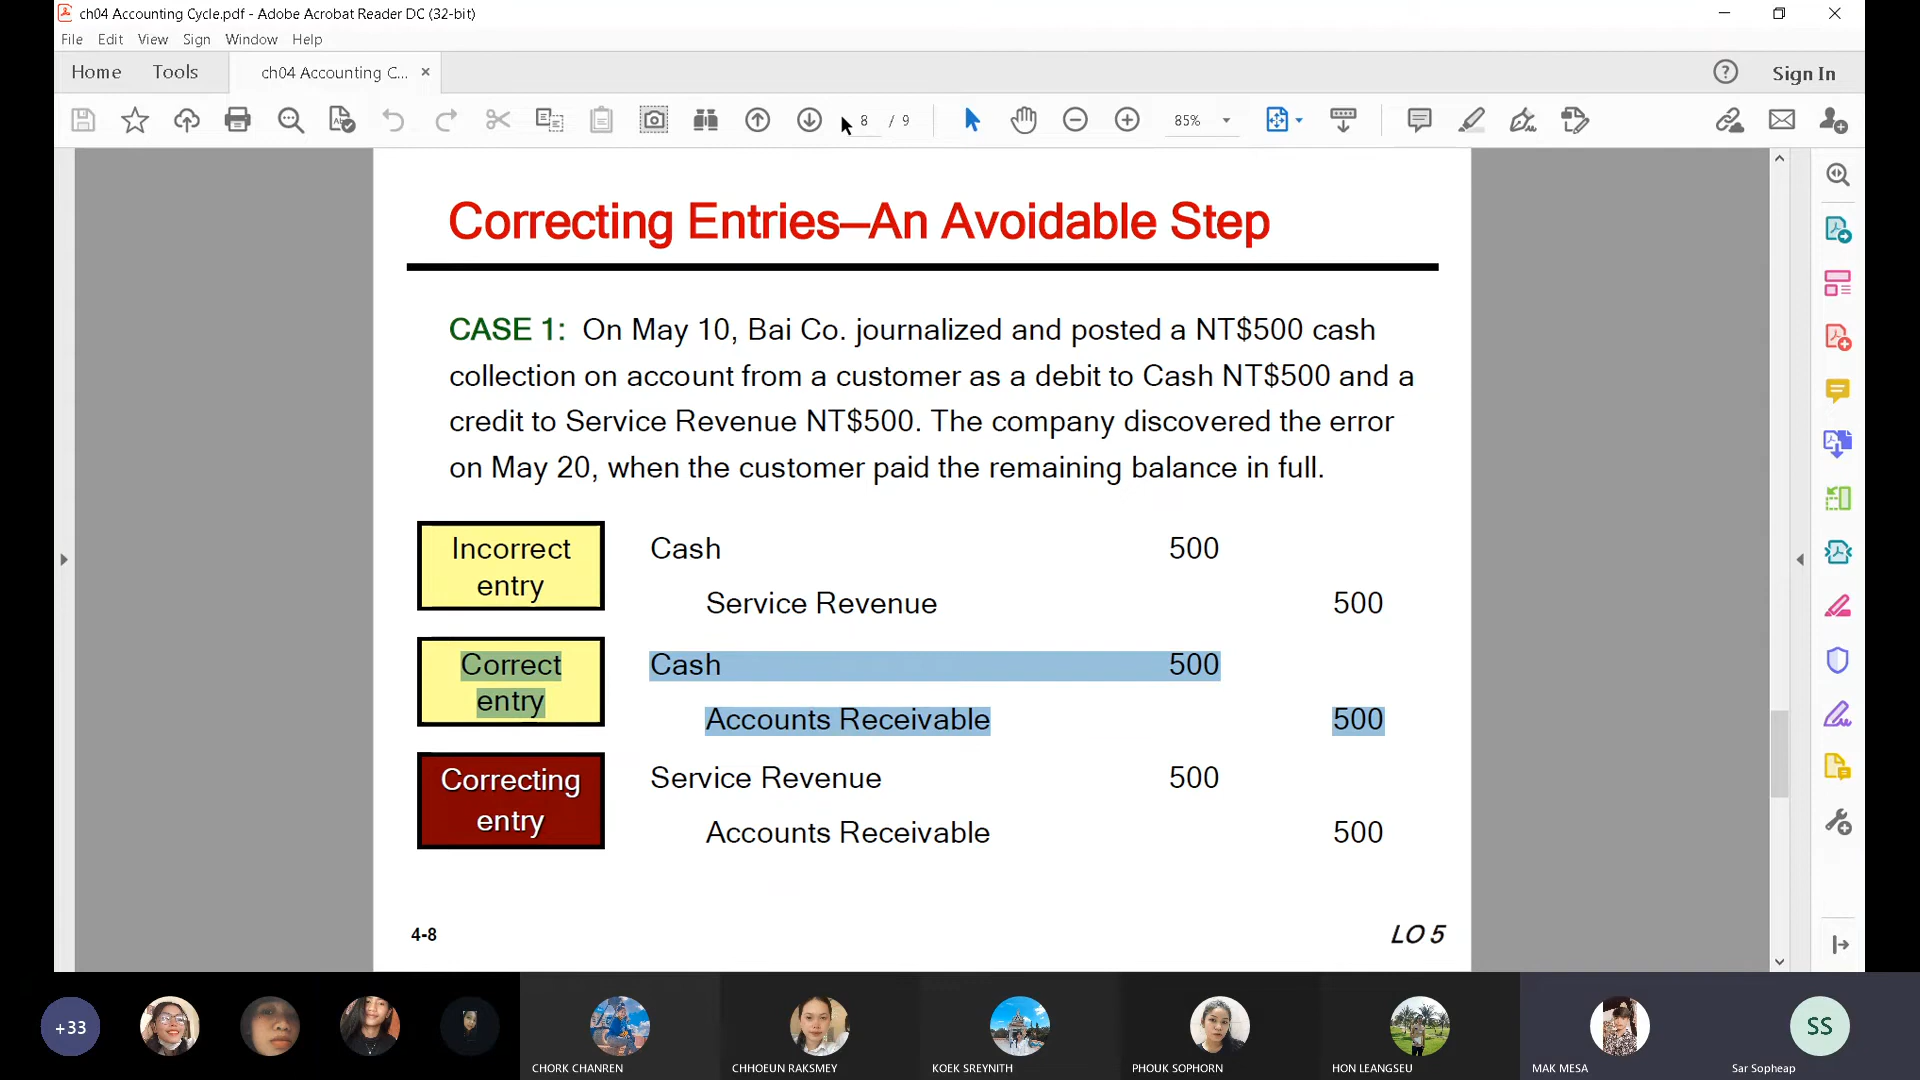 ch04 Accounting Cycle.pdf - Adobe Acrobat Reader DC (32-bit)
File Edit View Sign Window Help
Home Tools ch04 Accounting C... × Sign In
8 / 9 85%
Correcting Entries—An Avoidable Step
CASE 1: On May 10, Bai Co. journalized and posted a NT$500 cash
collection on account from a customer as a debit to Cash NT$500 and a
credit to Service Revenue NT$500. The company discovered the error
on May 20, when the customer paid the remaining balance in full.
Incorrect
entry
Cash 500
Service Revenue 500
Correct
entry
Cash 500
Accounts Receivable 500
Correcting
entry
Service Revenue 500
Accounts Receivable 500
4-8 LO 5
+33
SS
CHORK CHANREN CHHOEUN RAKSMEY KOEK SREYNITH PHOUK SOPHORN HON LEANGSEU MAK MESA Sar Sopheap